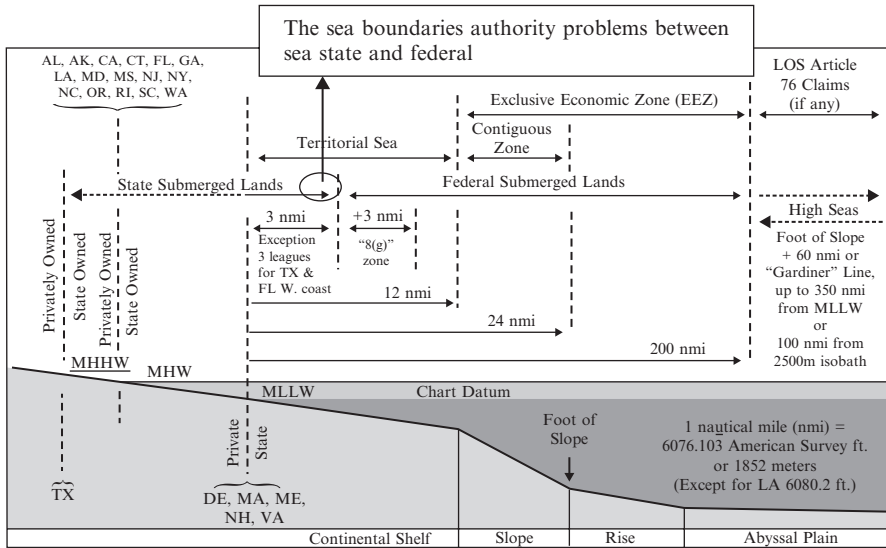 The sea boundaries authority problems between
sea state and federal
AL, AK, CA, CT, FL, GA,
LA, MD, MS, NJ, NY,
NC, OR, RI, SC, WA
LOS Article
76 Claims
(if any)
Exclusive Economic Zone (EEZ)
Contiguous
Zone
Territorial Sea
State Submerged Lands
Federal Submerged Lands
High Seas
3 nmi
Exception
3 leagues
for TX &
FL W. coast
+3 nmi
“8(g)”
zone
12 nmi
24 nmi
200 nmi
Foot of Slope
+ 60 nmi or
“Gardiner” Line,
up to 350 nmi
from MLLW
or
100 nmi from
2500m isobath
Privately Owned
State Owned
Privately Owned
State Owned
MHHW
MHW
MLLW
Chart Datum
Private
State
Foot of
Slope
1 nautical mile (nmi) =
6076.103̅ American Survey ft.
or 1852 meters
(Except for LA 6080.2 ft.)
TX
DE, MA, ME,
NH, VA
Continental Shelf
Slope
Rise
Abyssal Plain